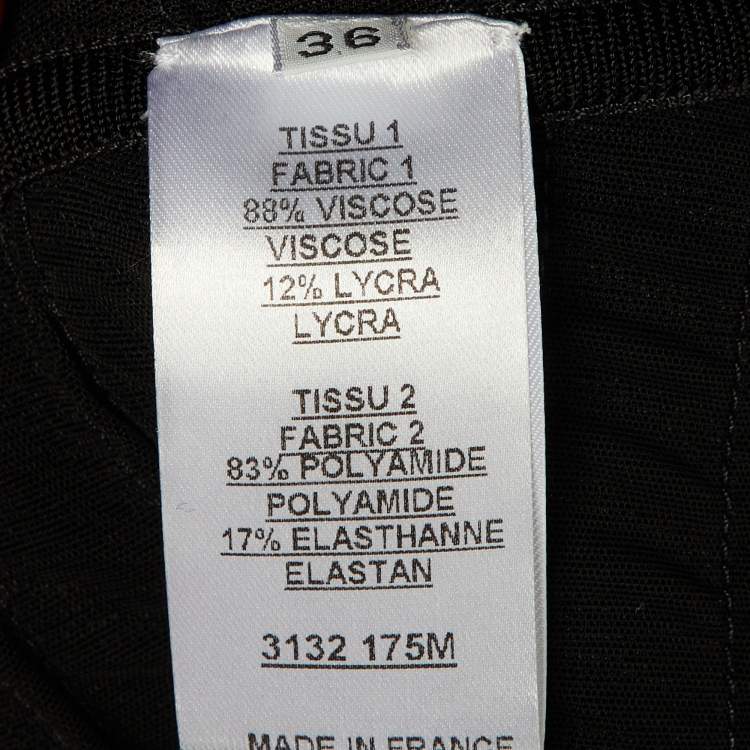 36
TISSU 1
FABRIC 1
88% VISCOSE
VISCOSE
12% LYCRA
LYCRA
TISSU 2
FABRIC 2
83% POLYAMIDE
POLYAMIDE
17% ELASTHANNE
ELASTAN
3132 175M
MADE IN FRANCE